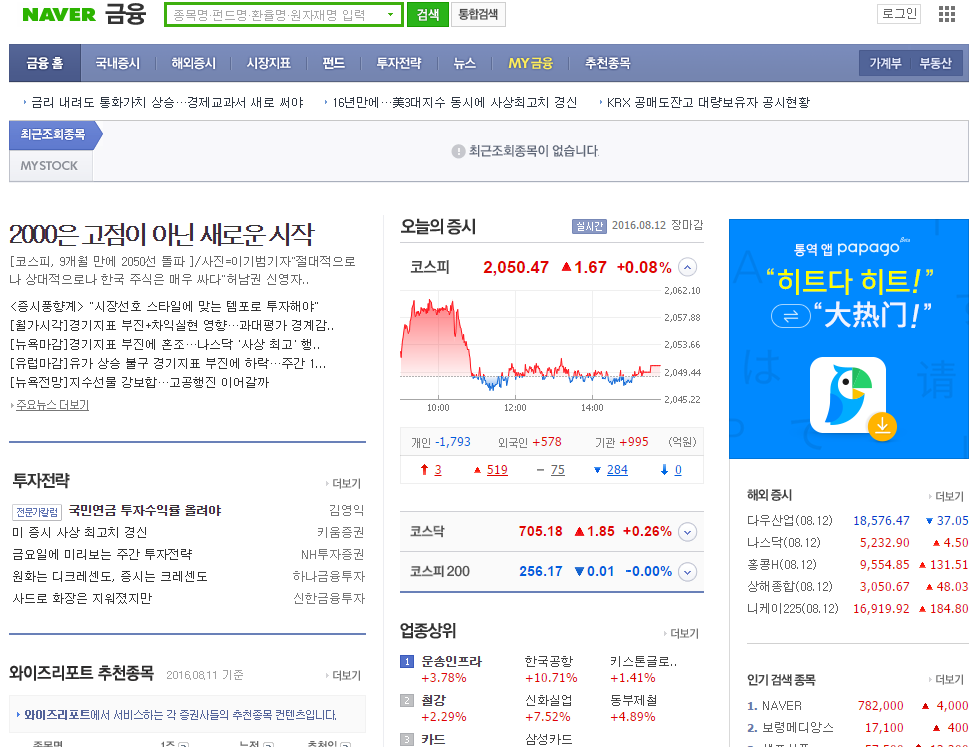 NAVER 금융
종목명·펀드명·환율명·원자재명 입력
검색
통합검색
로그인
금융 홈 국내증시 해외증시 시장지표 펀드 투자전략 뉴스 MY금융 추천종목 가계부 부동산
금리 내려도 통화가치 상승…경제교과서 새로 써야 16년만에…美3대지수 동시에 사상최고치 경신 KRX 공매도잔고 대량보유자 공시현황
최근조회종목
MY STOCK
최근조회종목이 없습니다.
2000은 고점이 아닌 새로운 시작
[코스피, 9개월 만에 2050선 돌파 ]/사진=이기범기자"절대적으로
나 상대적으로나 한국 주식은 매우 싸다"허남권 신영자..
<증시풍향계> "시장선호 스타일에 맞는 템포로 투자해야"
[월가시각]경기지표 부진+차익실현 영향…과대평가 경계감..
[뉴욕마감]경기지표 부진에 혼조…나스닥 '사상 최고' 행..
[유럽마감]유가 상승 불구 경기지표 부진에 하락…주간 1...
[뉴욕전망]지수선물 강보합…고공행진 이어갈까
주요뉴스 더보기
투자전략 더보기
전문가칼럼 국민연금 투자수익률 올려야 김영익
미 증시 사상 최고치 경신 키움증권
금요일에 미리보는 주간 투자전략 NH투자증권
원화는 디크레센도, 증시는 크레센도 하나금융투자
사드로 화장은 지워졌지만 신한금융투자
와이즈리포트 추천종목 2016,08,11 기준 더보기
와이즈리포트에서 서비스하는 각 증권사들의 추천종목 컨텐츠입니다.
종목명 1주 누적 추천일
오늘의 증시 실시간 2016.08.12 장마감
코스피 2,050.47 ▲1.67 +0.08%
2,062.10
2,057.88
2,053.66
2,049.44
2,045.22
10:00 12:00 14:00
개인 -1,793 외국인 +578 기관 +995 (억원)
↑ 3 ▲ 519 − 75 ▼ 284 ↓ 0
코스닥 705.18 ▲1.85 +0.26%
코스피 200 256.17 ▼0.01 -0.00%
업종상위 더보기
1 운송인프라 한국공항 키스톤글로..
+3.78% +10.71% +1.41%
2 철강 신화실업 동부제철
+2.29% +7.52% +4.89%
3 카드 삼성카드
통역 앱 papago Beta
"히트다 히트!"
"大热门!"
は
请
て
A
해외 증시 더보기
다우산업(08.12) 18,576.47 ▼37.05
나스닥(08.12) 5,232.90 ▲4.50
홍콩H(08.12) 9,554.85 ▲131.51
상해종합(08.12) 3,050.67 ▲48.03
니케이225(08.12) 16,919.92 ▲184.80
인기 검색 종목 더보기
1. NAVER 782,000 ▲4,000
2. 보령메디앙스 17,100 ▲400